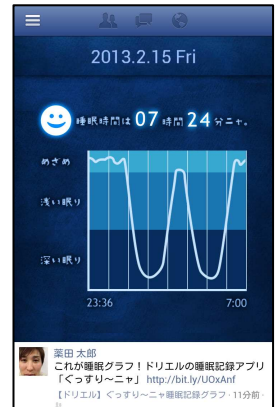 2013.2.15 Fri
睡眠時間は 07 時間 24 分ニャ。
めざめ
浅い眠り
深い眠り
23:36
7:00
薬田 太郎
これが睡眠グラフ！ドリエルの睡眠記録アプリ
「ぐっすり～ニャ」 http://bit.ly/UOxAnf
【ドリエル】ぐっすり～ニャ睡眠記録グラフ・11分前・